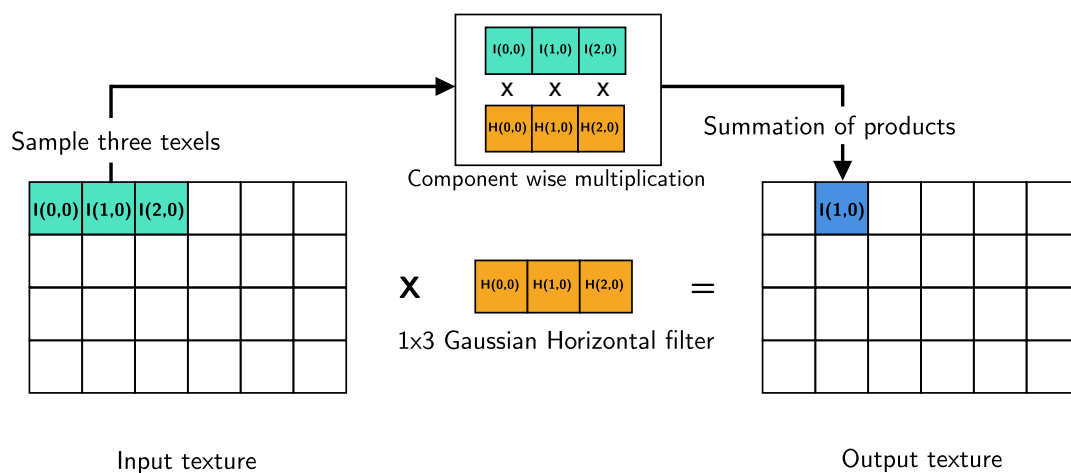 I(0,0) I(1,0) I(2,0)
x x x
H(0,0) H(1,0) H(2,0)
Component wise multiplication
Sample three texels
Summation of products
I(0,0) I(1,0) I(2,0)
I(1,0)
x
H(0,0) H(1,0) H(2,0)
=
1x3 Gaussian Horizontal filter
Input texture
Output texture